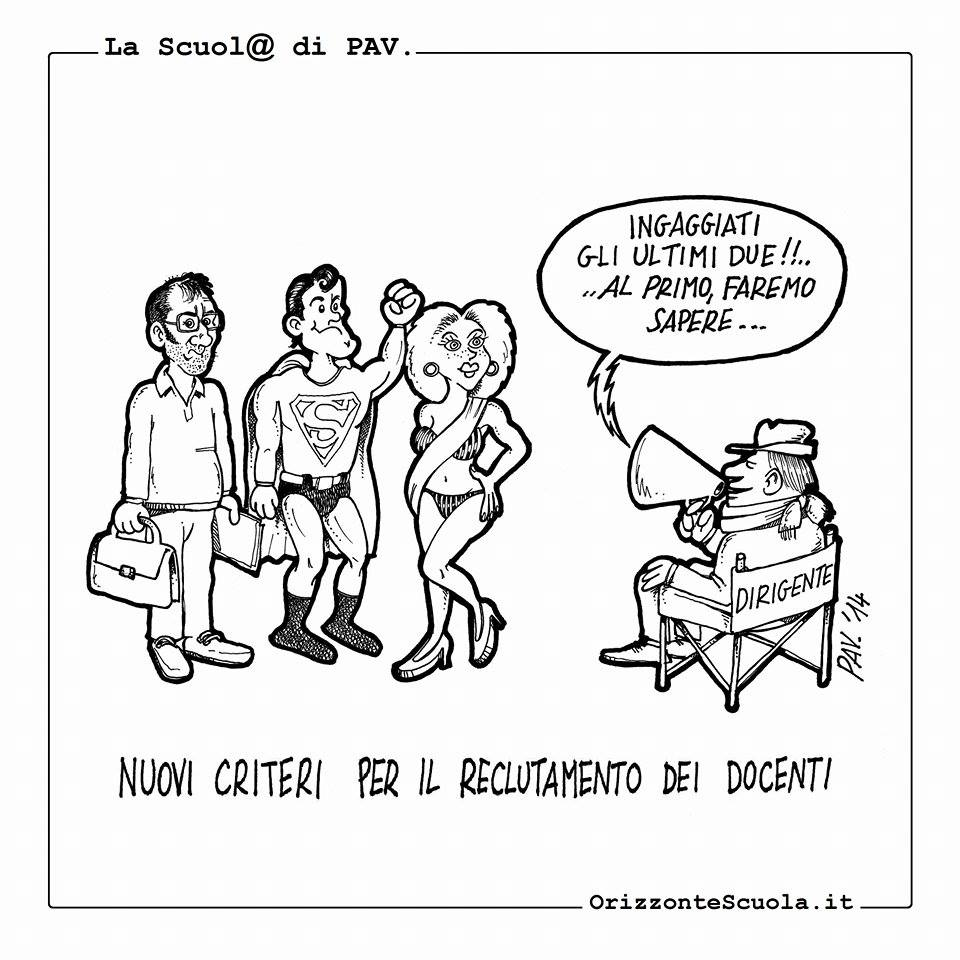 La Scuol@ di PAV.
INGAGGIATI
GLI ULTIMI DUE!!..
..AL PRIMO, FAREMO
SAPERE...
S
DIRIGENTE
PAV. '14
NUOVI CRITERI PER IL RECLUTAMENTO DEI DOCENTI
OrizzonteScuola.it